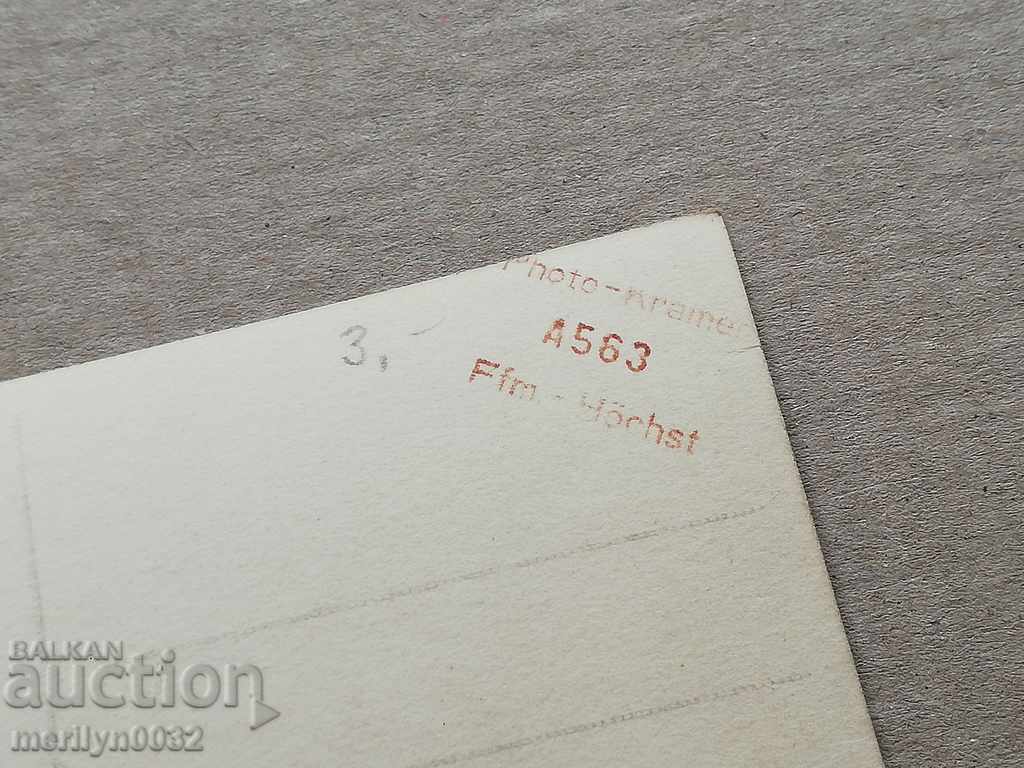 Photo-Kramer
3,-
A563
Ffm.-Höchst
BALKAN
auction
merilyn0032